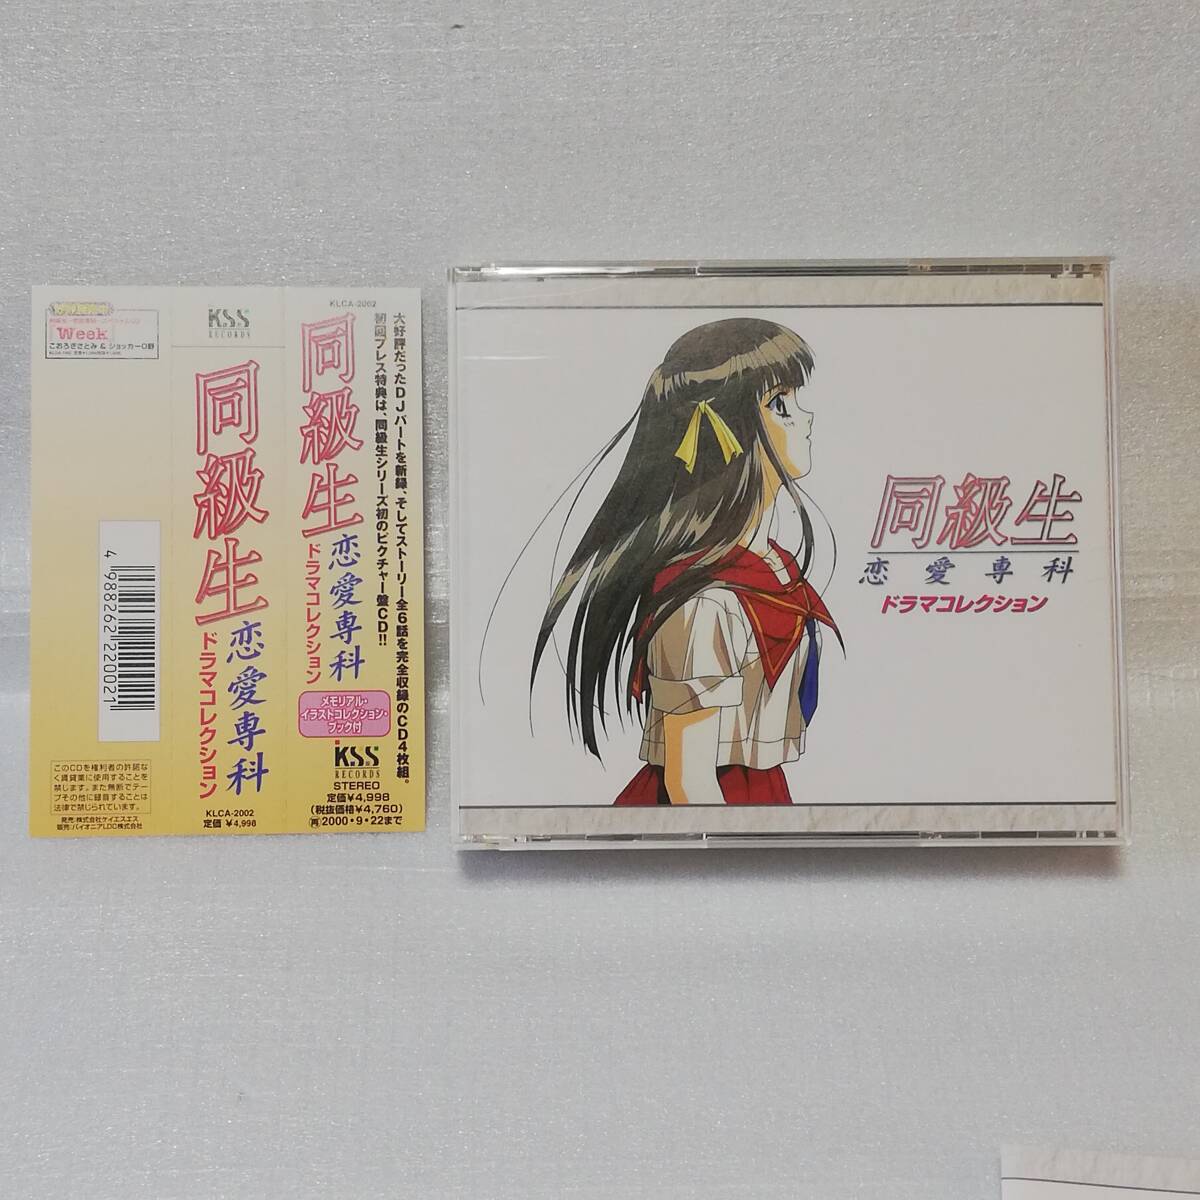 Week
こおろぎさとみ & ショッカーO野
4 988262 220021
このCDを権利者の許諾な
く賃貸業に使用することを
禁じます。また無断でテー
プその他に録音することは
法律で禁じられています。
発売:株式会社ケイエスエス
販売:パイオニアLDC株式会社
KSS
RECORDS
同級生
恋愛専科
ドラマコレクション
KLCA-2002
定価 ¥4,998
KLCA-2002
同級生
恋愛専科
ドラマコレクション
メモリアル・
イラストコレクション・
ブック付
KSS
RECORDS
STEREO
定価¥4,998
(税抜価格¥4,760)
再 2000・9・22まで
大好評だったDJパートを新録、そしてストーリー全6話を完全収録のCD4枚組。
初回プレス特典は、同級生シリーズ初のピクチャー盤CD!!
同級生
恋愛専科
ドラマコレクション